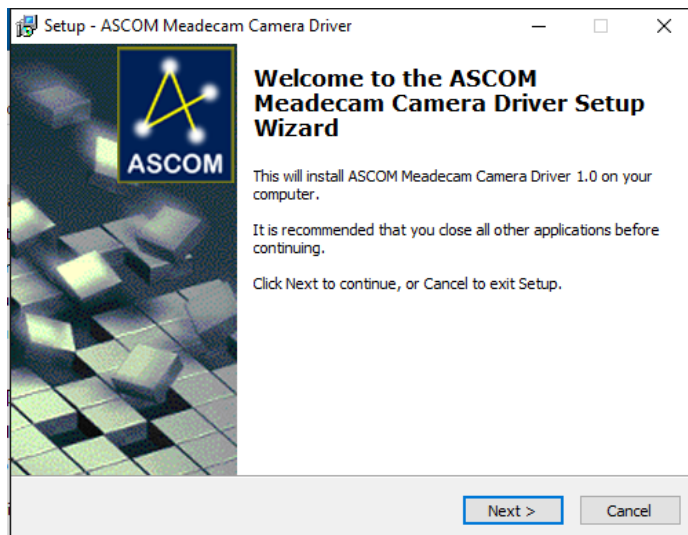 Setup - ASCOM Meadecam Camera Driver
ASCOM
Welcome to the ASCOM
Meadecam Camera Driver Setup
Wizard
This will install ASCOM Meadecam Camera Driver 1.0 on your
computer.
It is recommended that you close all other applications before
continuing.
Click Next to continue, or Cancel to exit Setup.
Next >
Cancel